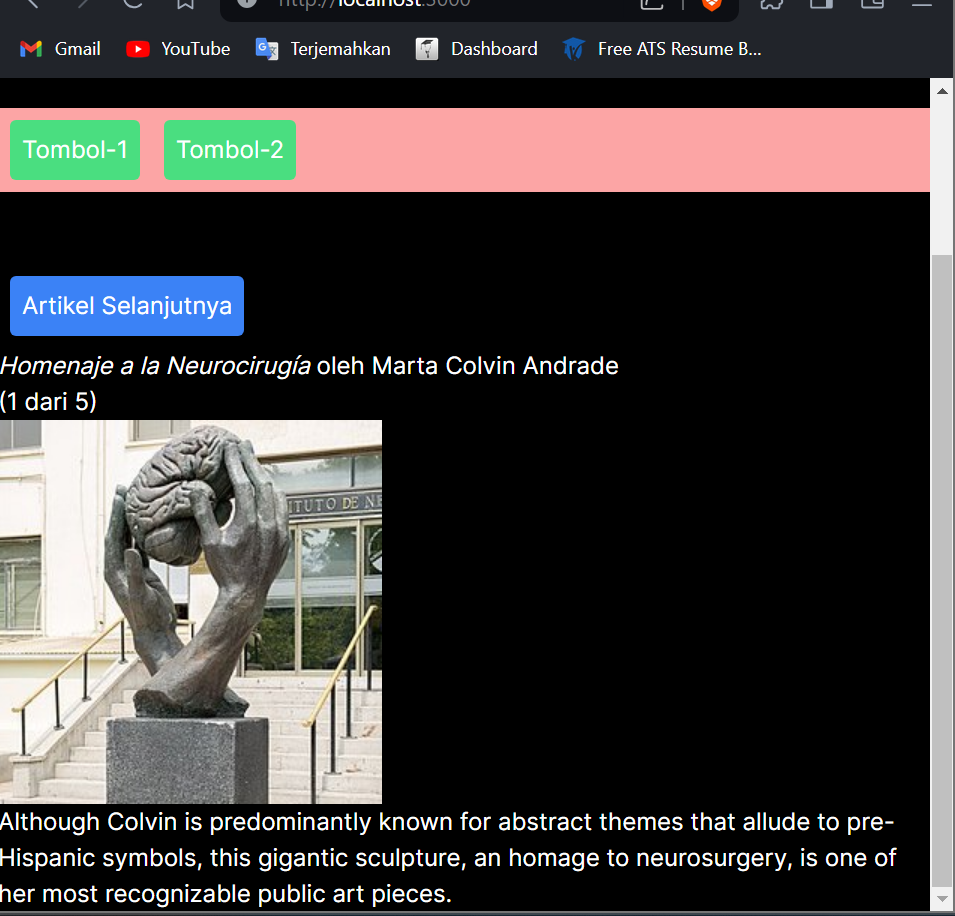 http://localhost:3000
Gmail YouTube Terjemahkan Dashboard Free ATS Resume B...
Tombol-1 Tombol-2
Artikel Selanjutnya
Homenaje a la Neurocirugía oleh Marta Colvin Andrade
(1 dari 5)
ITUTO DE NE
Although Colvin is predominantly known for abstract themes that allude to pre-
Hispanic symbols, this gigantic sculpture, an homage to neurosurgery, is one of
her most recognizable public art pieces.